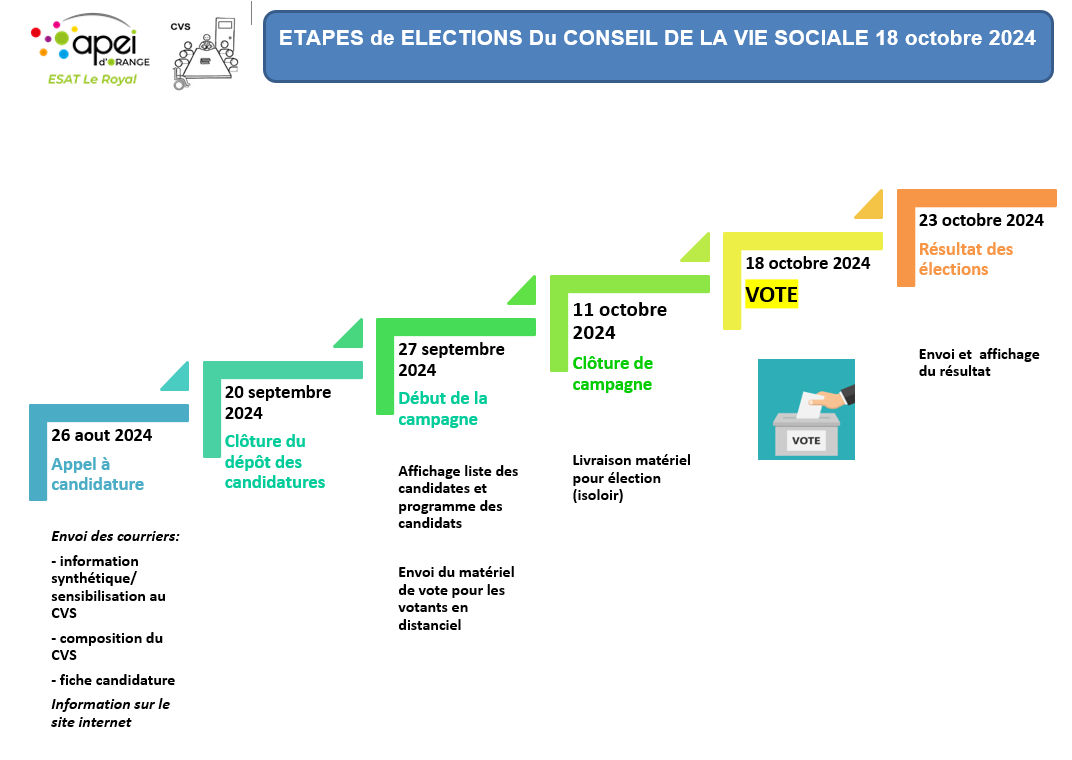 apei
d'ORANGE
ESAT Le Royal
CVS
ETAPES de ELECTIONS Du CONSEIL DE LA VIE SOCIALE 18 octobre 2024
26 aout 2024
Appel à
candidature
Envoi des courriers:
- information
synthétique/
sensibilisation au
CVS
- composition du
CVS
- fiche candidature
Information sur le
site internet
20 septembre
2024
Clôture du
dépôt des
candidatures
27 septembre
2024
Début de la
campagne
Affichage liste des
candidates et
programme des
candidats
Envoi du matériel
de vote pour les
votants en
distanciel
11 octobre
2024
Clôture de
campagne
Livraison matériel
pour élection
(isoloir)
18 octobre 2024
VOTE
VOTE
23 octobre 2024
Résultat des
élections
Envoi et  affichage
du résultat